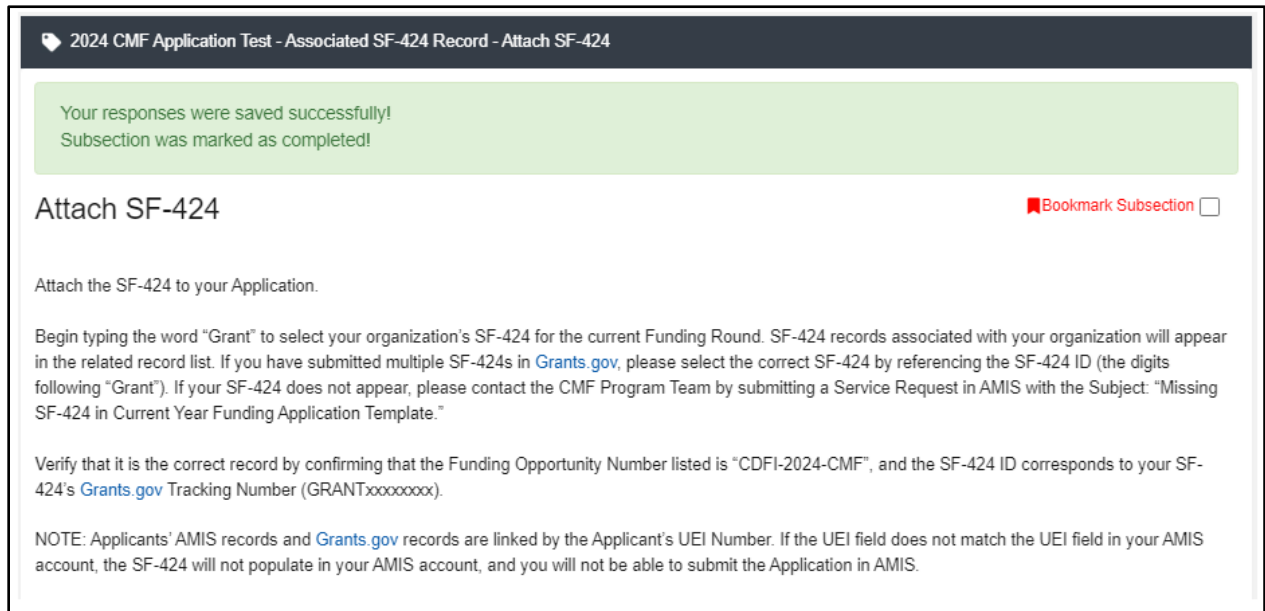 2024 CMF Application Test - Associated SF-424 Record - Attach SF-424
Your responses were saved successfully!
Subsection was marked as completed!
Attach SF-424
Bookmark Subsection
Attach the SF-424 to your Application.
Begin typing the word “Grant” to select your organization’s SF-424 for the current Funding Round. SF-424 records associated with your organization will appear
in the related record list. If you have submitted multiple SF-424s in Grants.gov, please select the correct SF-424 by referencing the SF-424 ID (the digits
following “Grant”). If your SF-424 does not appear, please contact the CMF Program Team by submitting a Service Request in AMIS with the Subject: “Missing
SF-424 in Current Year Funding Application Template.”
Verify that it is the correct record by confirming that the Funding Opportunity Number listed is “CDFI-2024-CMF”, and the SF-424 ID corresponds to your SF-
424’s Grants.gov Tracking Number (GRANTxxxxxxxx).
NOTE: Applicants’ AMIS records and Grants.gov records are linked by the Applicant’s UEI Number. If the UEI field does not match the UEI field in your AMIS
account, the SF-424 will not populate in your AMIS account, and you will not be able to submit the Application in AMIS.